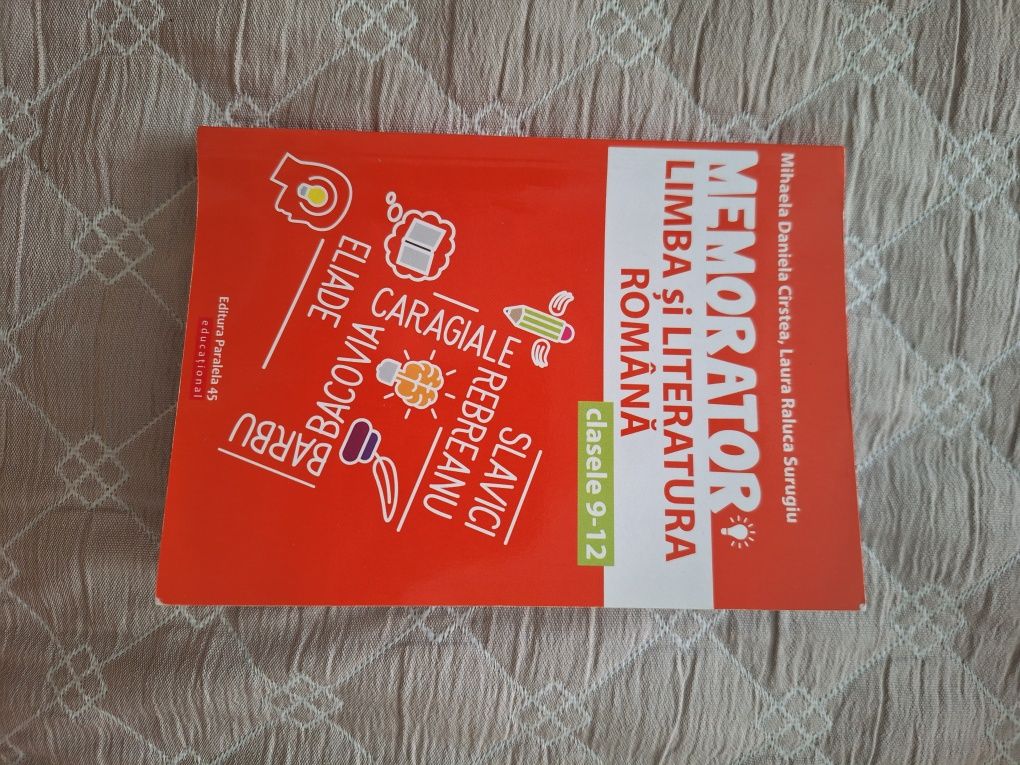 Mihaela Daniela Cîrstea, Laura Raluca Surugiu
MEMORATOR
LIMBA și LITERATURA
ROMÂNĂ
clasele 9-12
SLAVICI
REBREANU
CARAGIALE
BACOVIA
BARBU
ELIADE
Editura Paralela 45
educațional